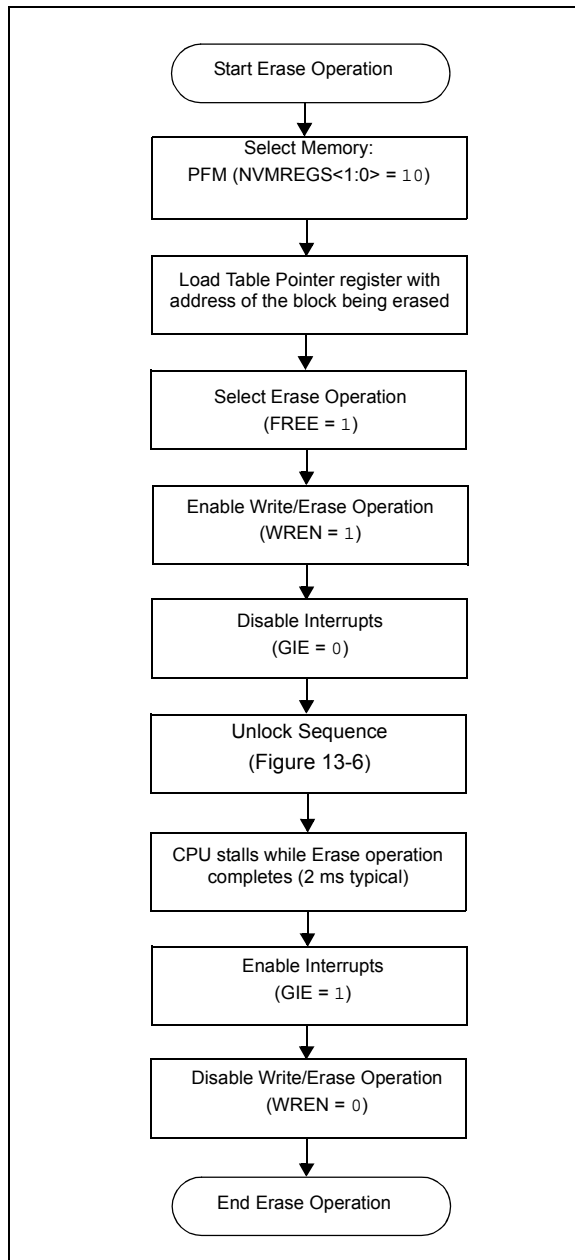 Start Erase Operation
Select Memory:
PFM (NVMREGS<1:0> = 10)
Load Table Pointer register with
address of the block being erased
Select Erase Operation
(FREE = 1)
Enable Write/Erase Operation
(WREN = 1)
Disable Interrupts
(GIE = 0)
Unlock Sequence
(Figure 13-6)
CPU stalls while Erase operation
completes (2 ms typical)
Enable Interrupts
(GIE = 1)
Disable Write/Erase Operation
(WREN = 0)
End Erase Operation